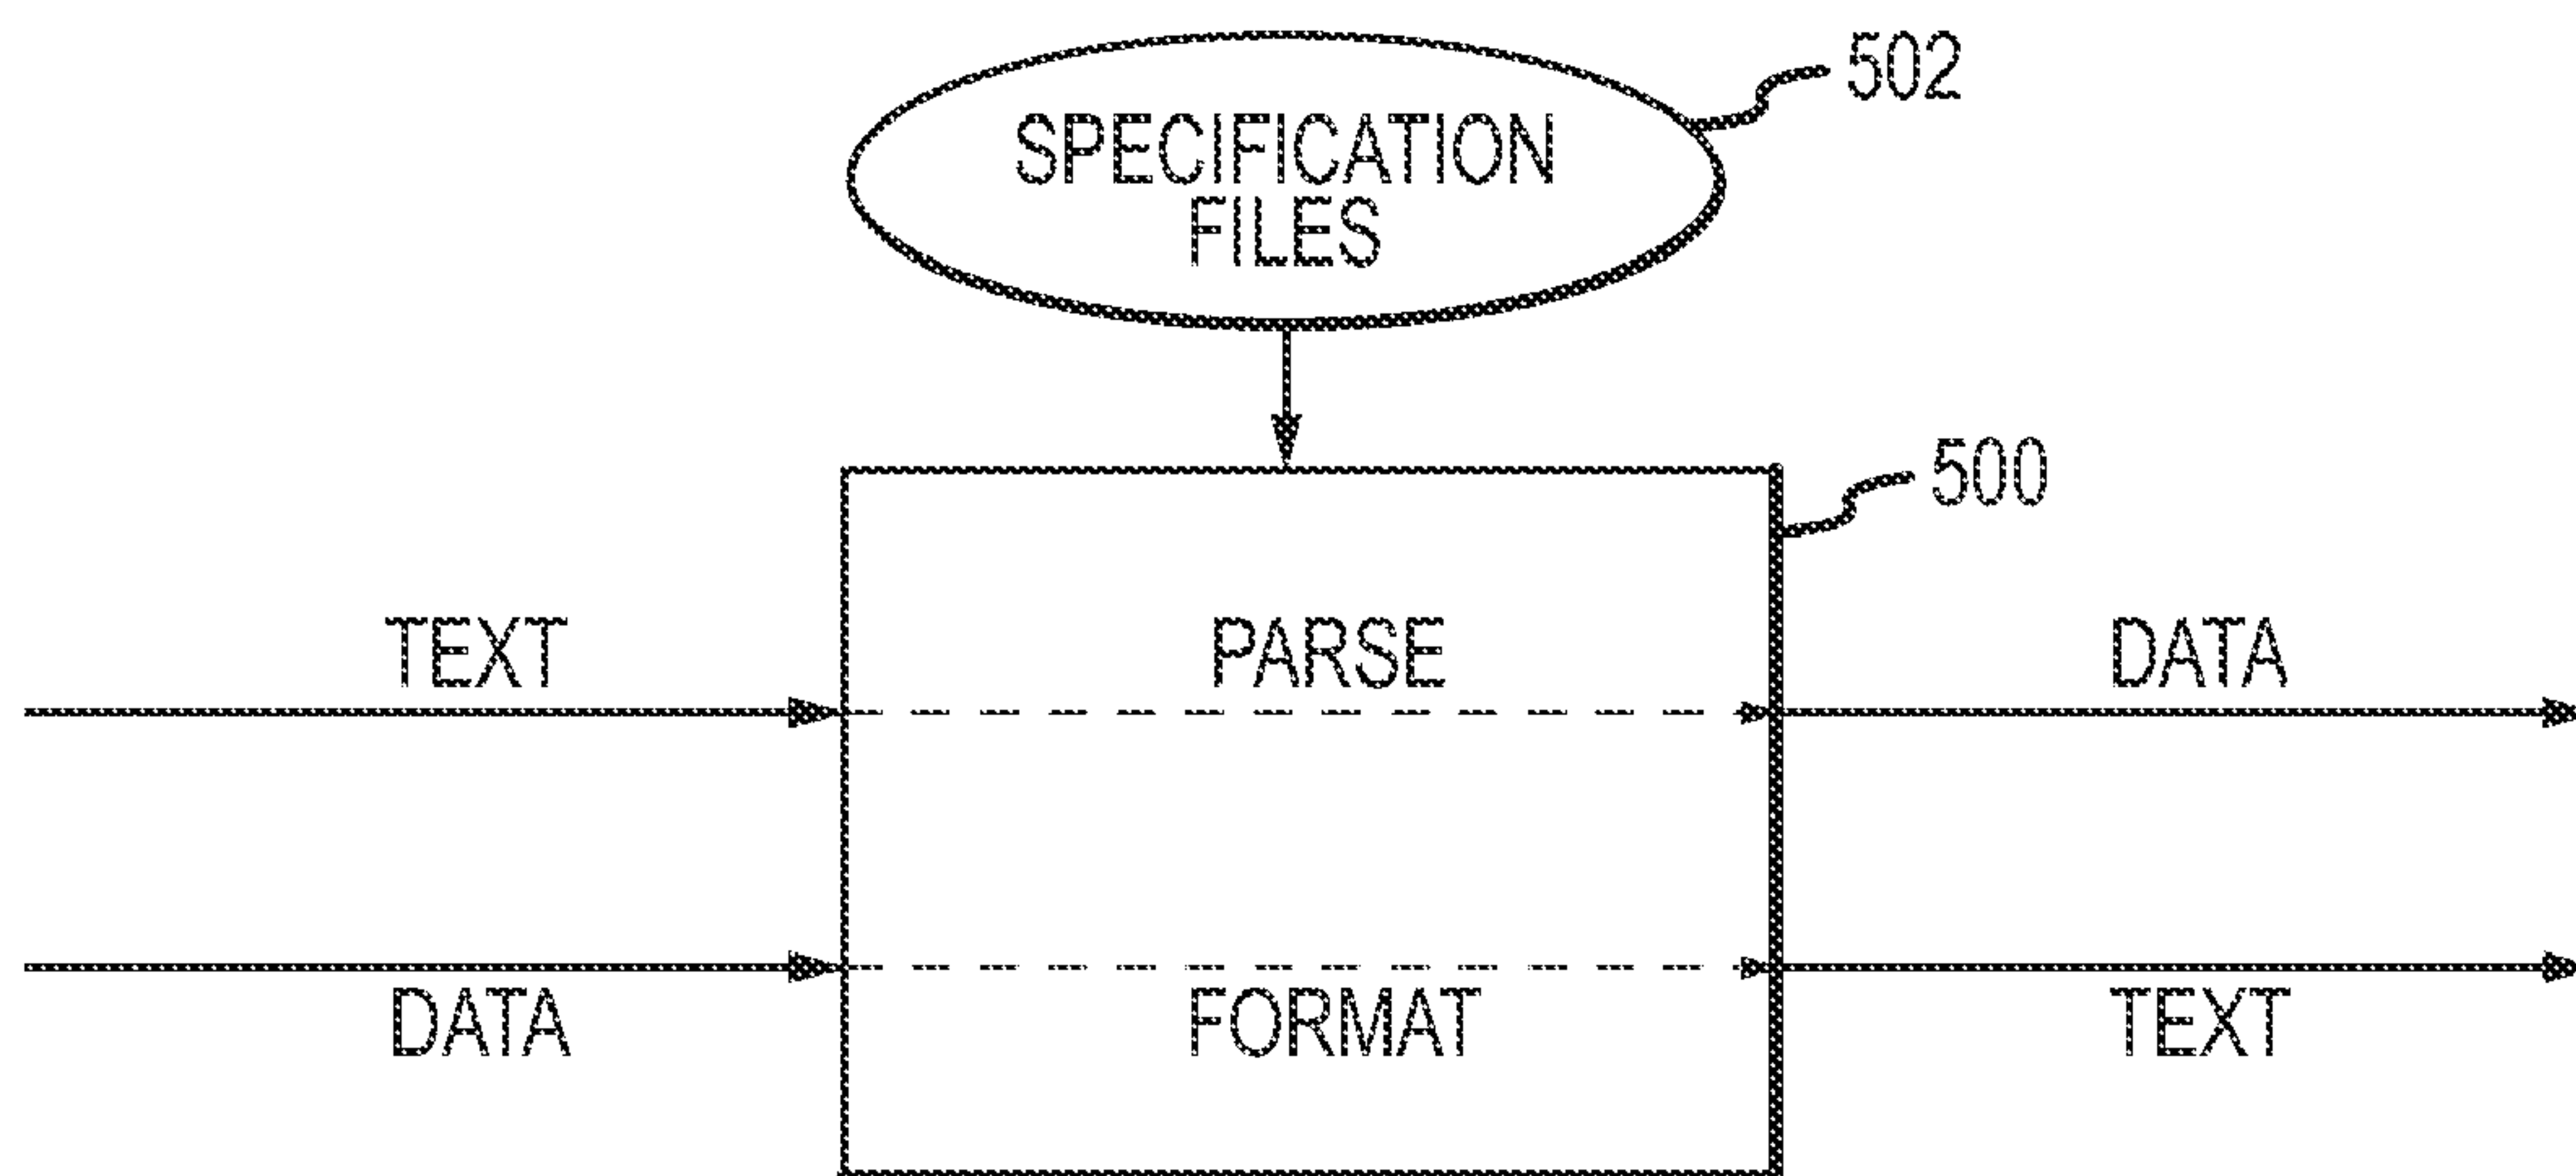 502
SPECIFICATION
FILES
500
TEXT
PARSE
DATA
DATA
FORMAT
TEXT